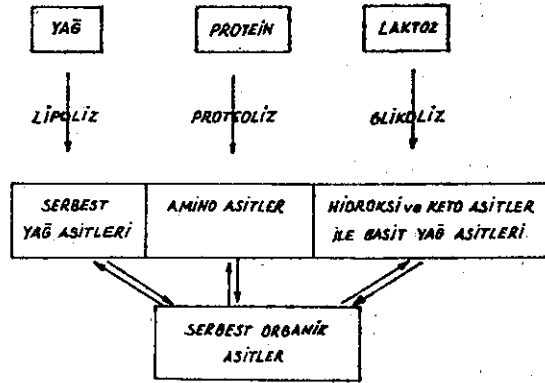 YAĞ
PROTEİN
LAKTOZ
LİPOLİZ
PROTEOLİZ
GLİKOLİZ
SERBEST
YAĞ ASİTLERİ
AMİNO ASİTLER
HİDROKSİ ve KETO ASİTLER
İLE BASİT YAĞ ASİTLERİ
SERBEST ORGANİK
ASİTLER